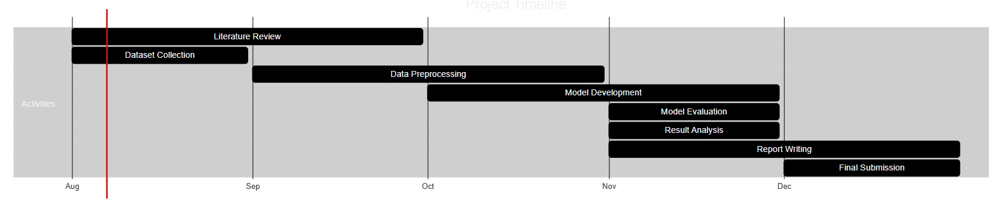 Project Timeline
Literature Review
Dataset Collection
Data Preprocessing
Model Development
Activities
Model Evaluation
Result Analysis
Report Writing
Final Submission
Aug Sep Oct Nov Dec